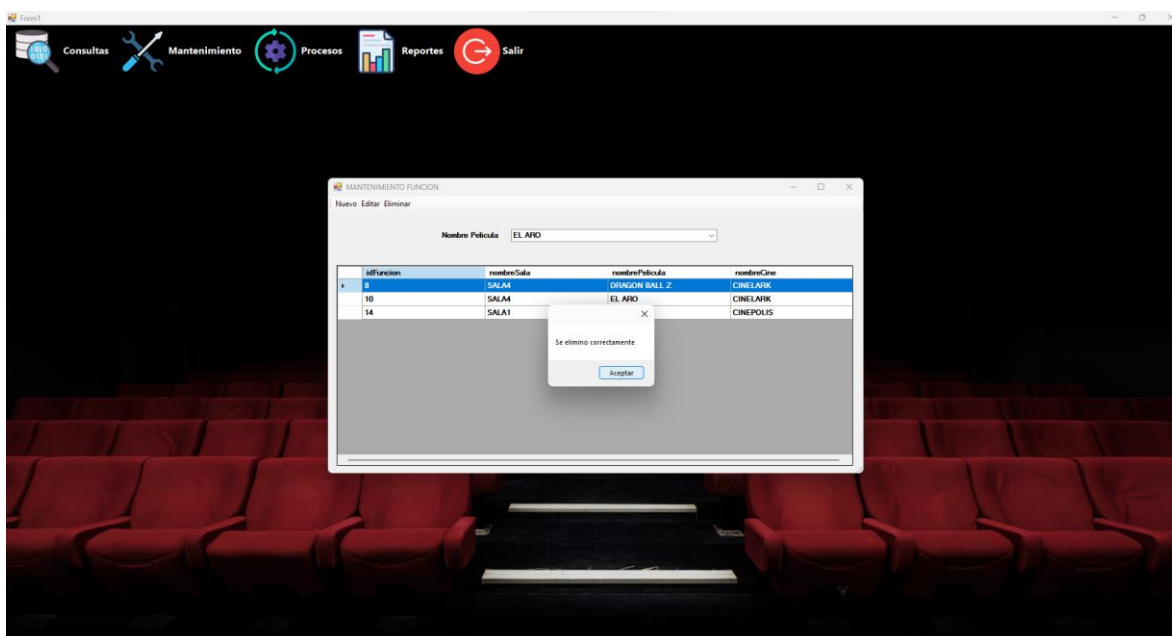 Form1
Consultas Mantenimiento Procesos Reportes Salir
MANTENIMIENTO FUNCION
Nuevo Editar Eliminar
Nombre Pelicula EL ARO
idFuncion nombreSala nombrePelicula nombreCine
8 SALA4 DRAGON BALL Z CINELARK
10 SALA4 EL ARO CINELARK
14 SALA1 CINEPOLIS
Se elimino correctamente
Aceptar